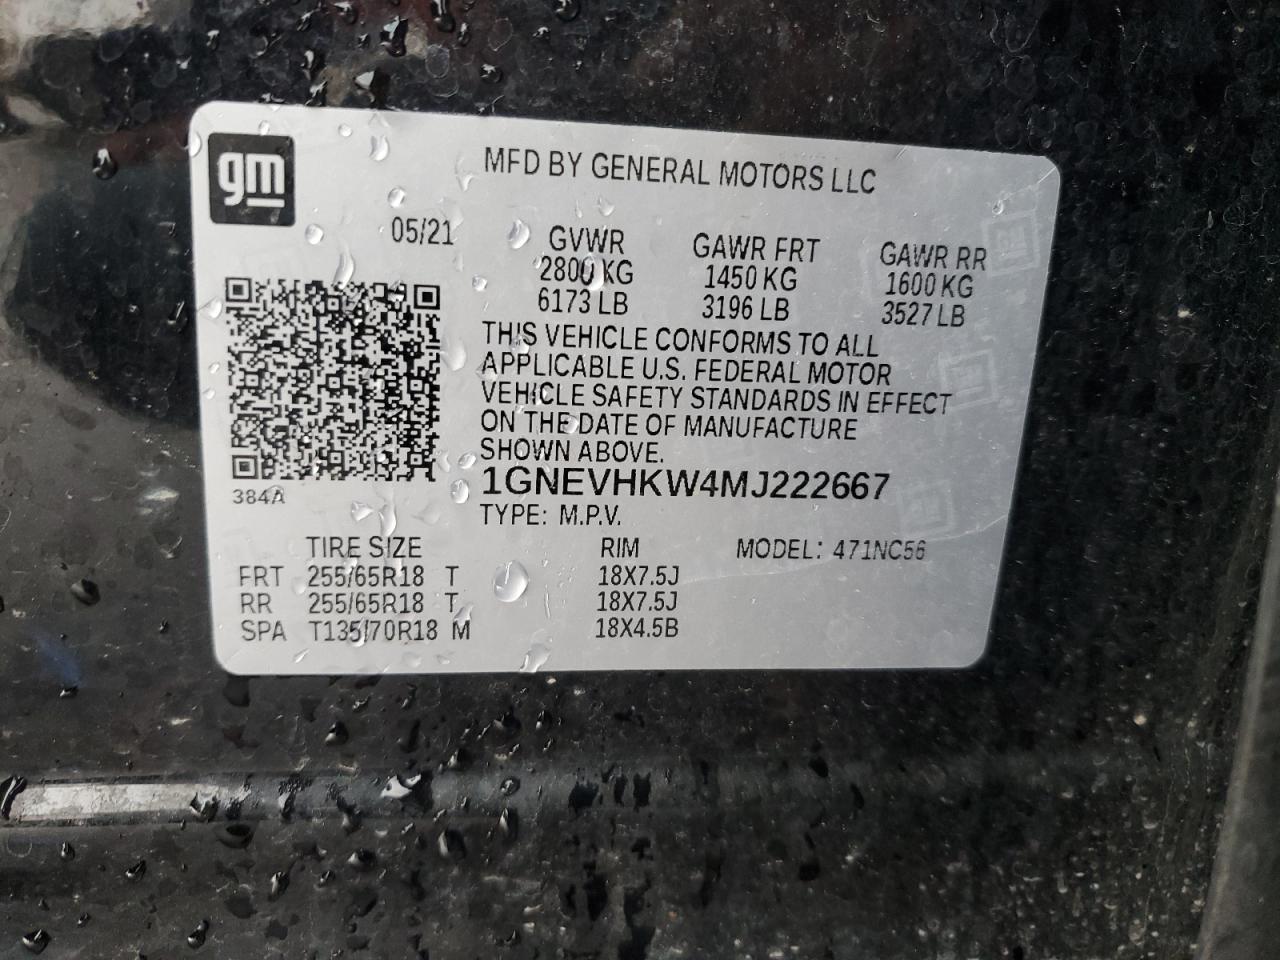 gm
MFD BY GENERAL MOTORS LLC
05/21
GVWR GAWR FRT GAWR RR
2800 KG 1450 KG 1600 KG
6173 LB 3196 LB 3527 LB
THIS VEHICLE CONFORMS TO ALL
APPLICABLE U.S. FEDERAL MOTOR
VEHICLE SAFETY STANDARDS IN EFFECT
ON THE DATE OF MANUFACTURE
SHOWN ABOVE.
1GNEVHKW4MJ222667
384A
TYPE: M.P.V.
TIRE SIZE RIM MODEL: 471NC56
FRT 255/65R18 T 18X7.5J
RR 255/65R18 T 18X7.5J
SPA T135/70R18 M 18X4.5B